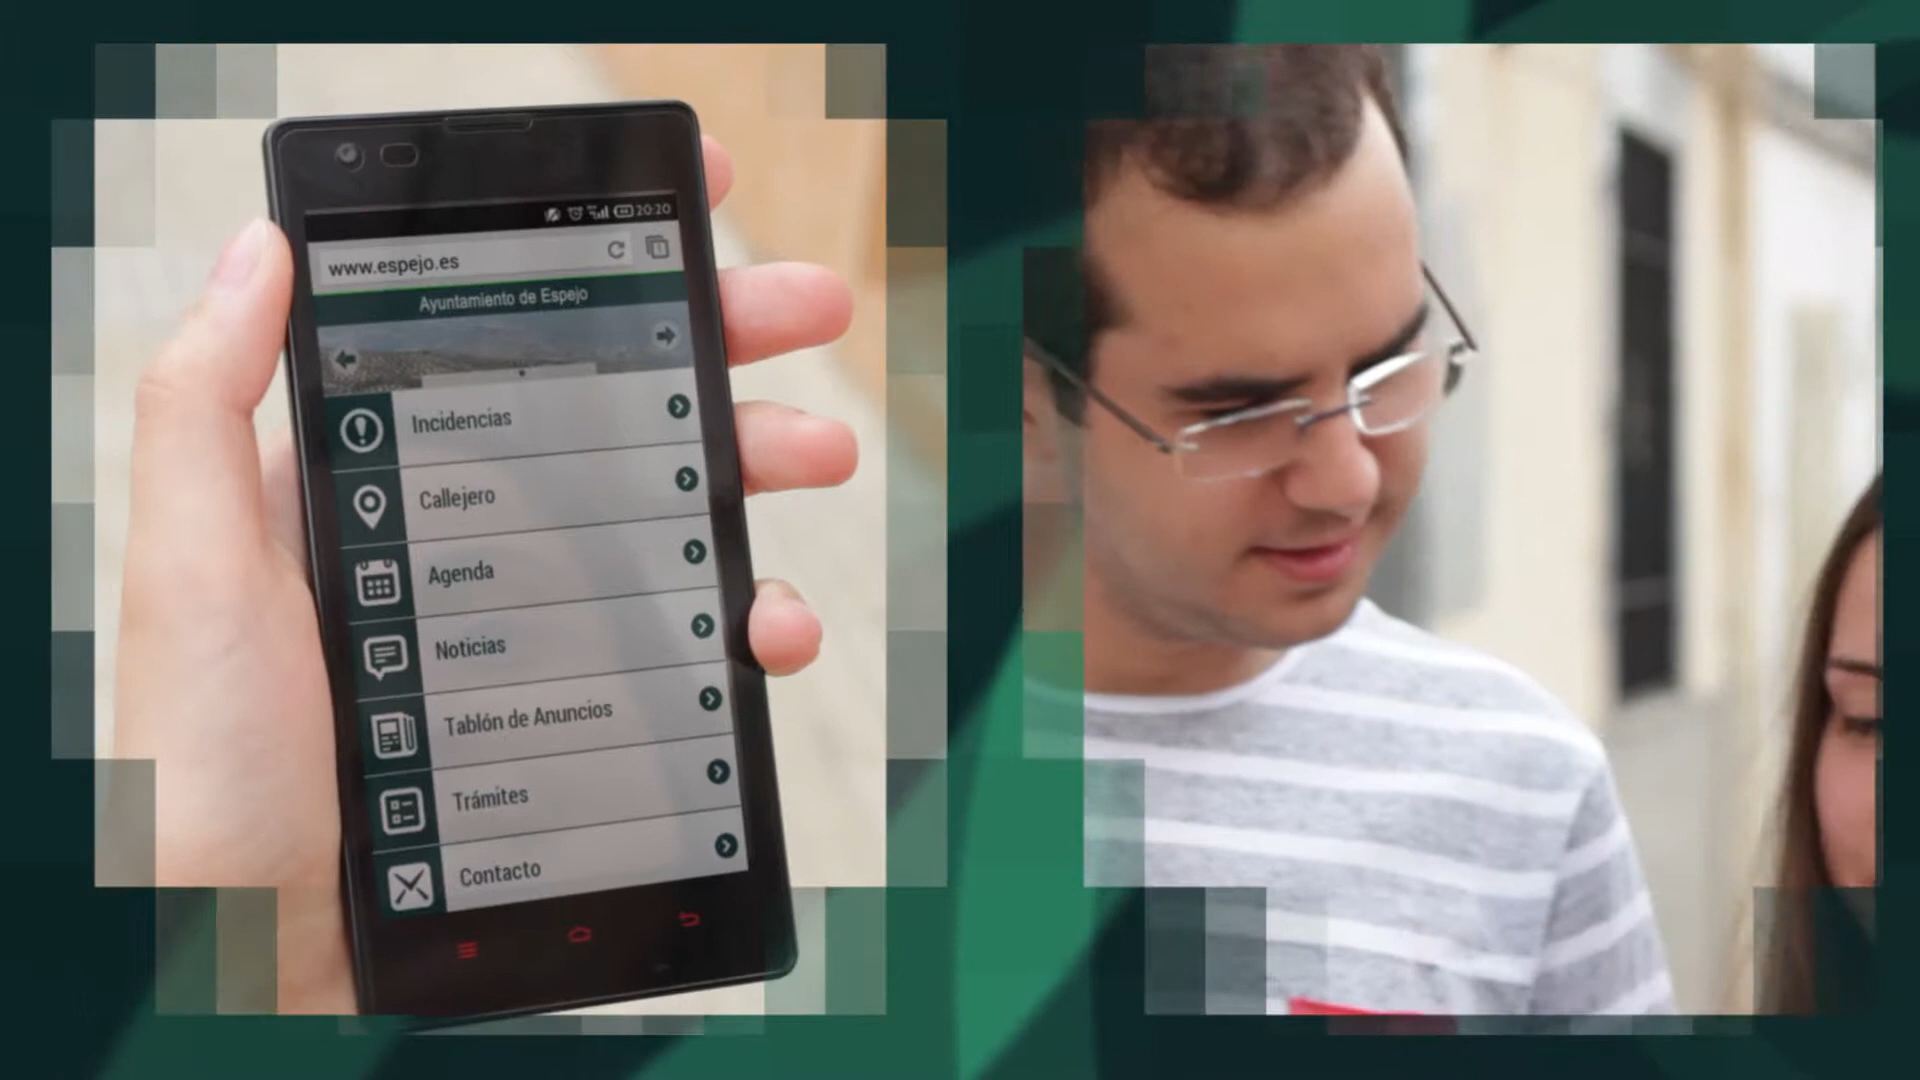 20:20
www.espejo.es
Ayuntamiento de Espejo
Incidencias
Callejero
Agenda
Noticias
Tablón de Anuncios
Trámites
Contacto